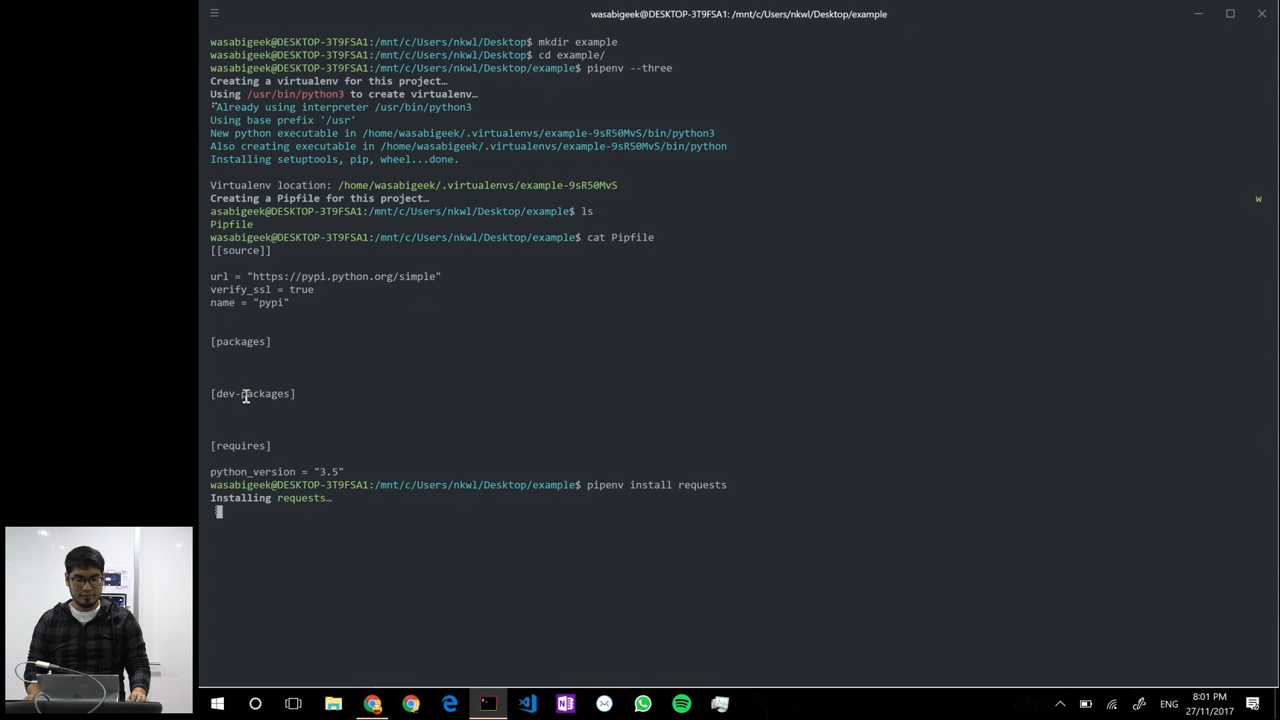 wasabigeek@DESKTOP-3T9FSA1: /mnt/c/Users/nkwl/Desktop/example
wasabigeek@DESKTOP-3T9FSA1:/mnt/c/Users/nkwl/Desktop$ mkdir example
wasabigeek@DESKTOP-3T9FSA1:/mnt/c/Users/nkwl/Desktop$ cd example/
wasabigeek@DESKTOP-3T9FSA1:/mnt/c/Users/nkwl/Desktop/example$ pipenv --three
Creating a virtualenv for this project…
Using /usr/bin/python3 to create virtualenv…
Already using interpreter /usr/bin/python3
Using base prefix '/usr'
New python executable in /home/wasabigeek/.virtualenvs/example-9sR50MvS/bin/python3
Also creating executable in /home/wasabigeek/.virtualenvs/example-9sR50MvS/bin/python
Installing setuptools, pip, wheel...done.
Virtualenv location: /home/wasabigeek/.virtualenvs/example-9sR50MvS
Creating a Pipfile for this project…
w
asabigeek@DESKTOP-3T9FSA1:/mnt/c/Users/nkwl/Desktop/example$ ls
Pipfile
wasabigeek@DESKTOP-3T9FSA1:/mnt/c/Users/nkwl/Desktop/example$ cat Pipfile
[[source]]
url = "https://pypi.python.org/simple"
verify_ssl = true
name = "pypi"
[packages]
[dev-packages]
[requires]
python_version = "3.5"
wasabigeek@DESKTOP-3T9FSA1:/mnt/c/Users/nkwl/Desktop/example$ pipenv install requests
Installing requests…
ENG
8:01 PM
27/11/2017